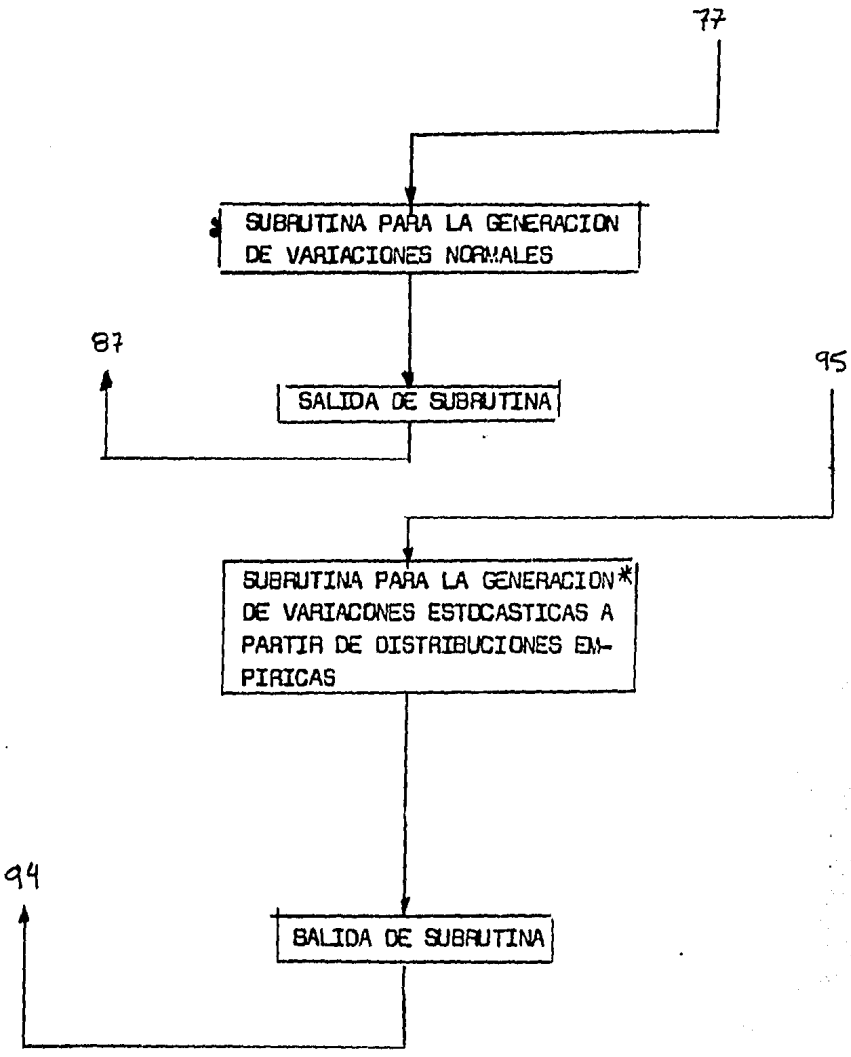 77
* SUBRUTINA PARA LA GENERACION
DE VARIACIONES NORMALES
87
SALIDA DE SUBRUTINA
95
SUBRUTINA PARA LA GENERACION*
DE VARIACONES ESTOCASTICAS A
PARTIR DE DISTRIBUCIONES EM-
PIRICAS
94
SALIDA DE SUBRUTINA